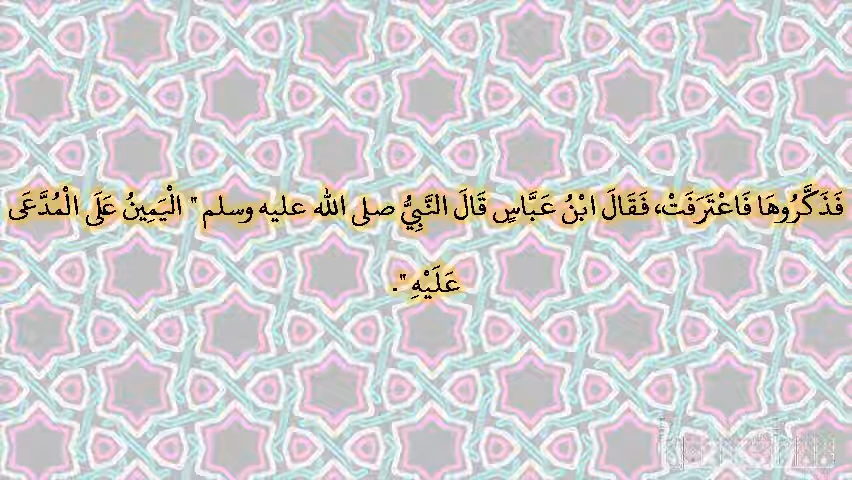 فَذَكَّرُوهَا فَاعْتَرَفَتْ، فَقَالَ ابْنُ عَبَّاسٍ قَالَ النَّبِيُّ صلى الله عليه وسلم " الْيَمِينُ عَلَى الْمُدَّعَى
عَلَيْهِ ".